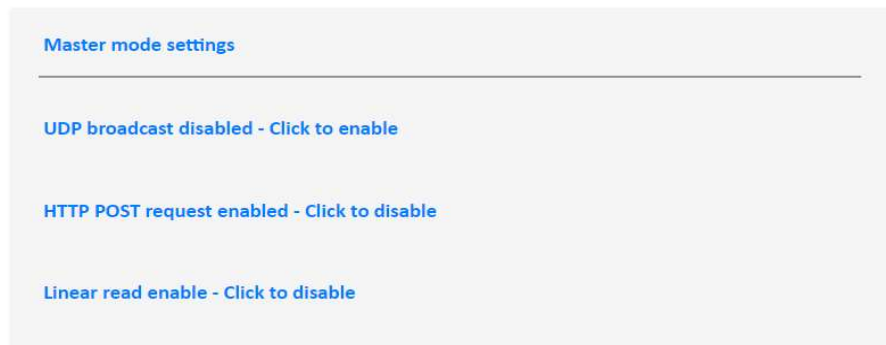 Master mode settings
UDP broadcast disabled - Click to enable
HTTP POST request enabled - Click to disable
Linear read enable - Click to disable